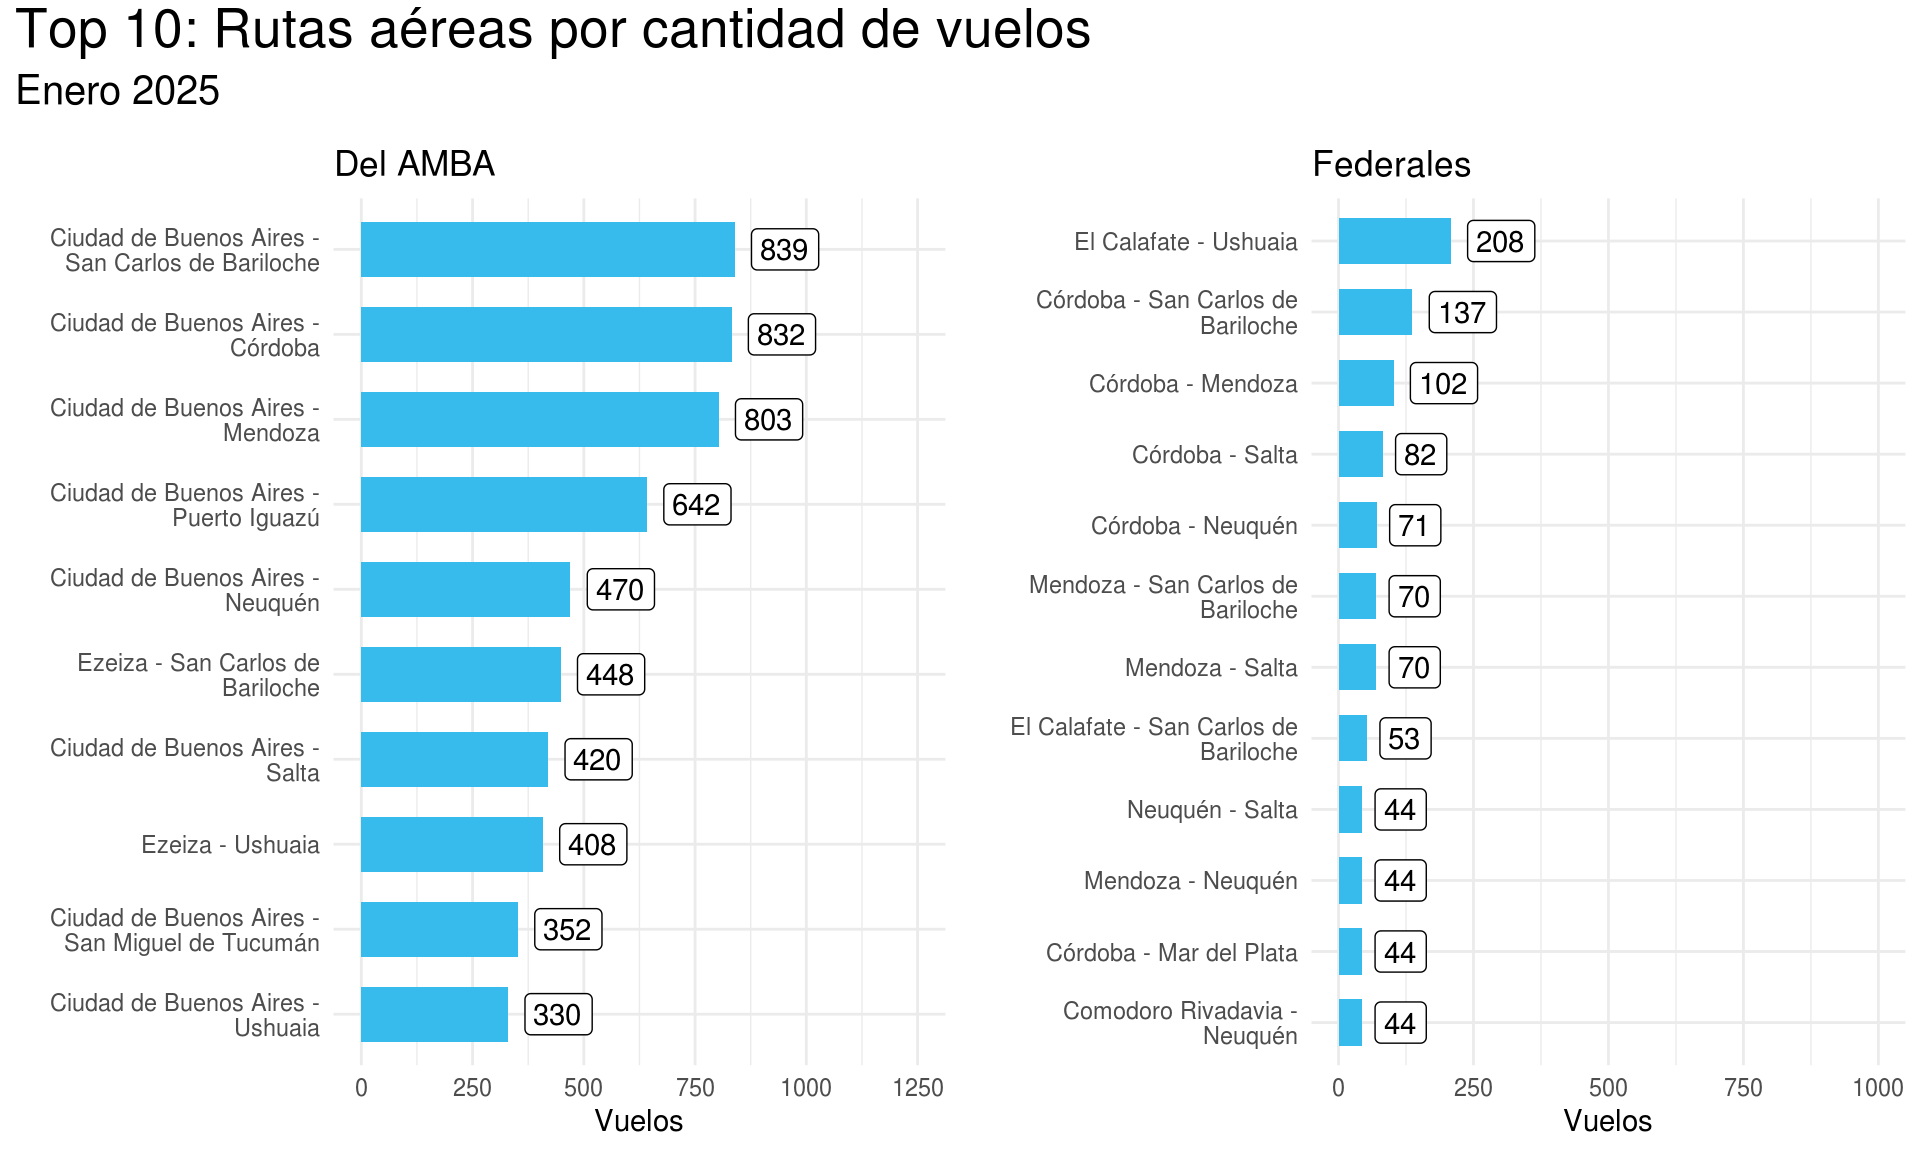 Top 10: Rutas aéreas por cantidad de vuelos
Enero 2025
Del AMBA
Ciudad de Buenos Aires -
San Carlos de Bariloche
839
Ciudad de Buenos Aires -
Córdoba
832
Ciudad de Buenos Aires -
Mendoza
803
Ciudad de Buenos Aires -
Puerto Iguazú
642
Ciudad de Buenos Aires -
Neuquén
470
Ezeiza - San Carlos de
Bariloche
448
Ciudad de Buenos Aires -
Salta
420
Ezeiza - Ushuaia
408
Ciudad de Buenos Aires -
San Miguel de Tucumán
352
Ciudad de Buenos Aires -
Ushuaia
330
0 250 500 750 1000 1250
Vuelos
Federales
El Calafate - Ushuaia
208
Córdoba - San Carlos de
Bariloche
137
Córdoba - Mendoza
102
Córdoba - Salta
82
Córdoba - Neuquén
71
Mendoza - San Carlos de
Bariloche
70
Mendoza - Salta
70
El Calafate - San Carlos de
Bariloche
53
Neuquén - Salta
44
Mendoza - Neuquén
44
Córdoba - Mar del Plata
44
Comodoro Rivadavia -
Neuquén
44
0 250 500 750 1000
Vuelos